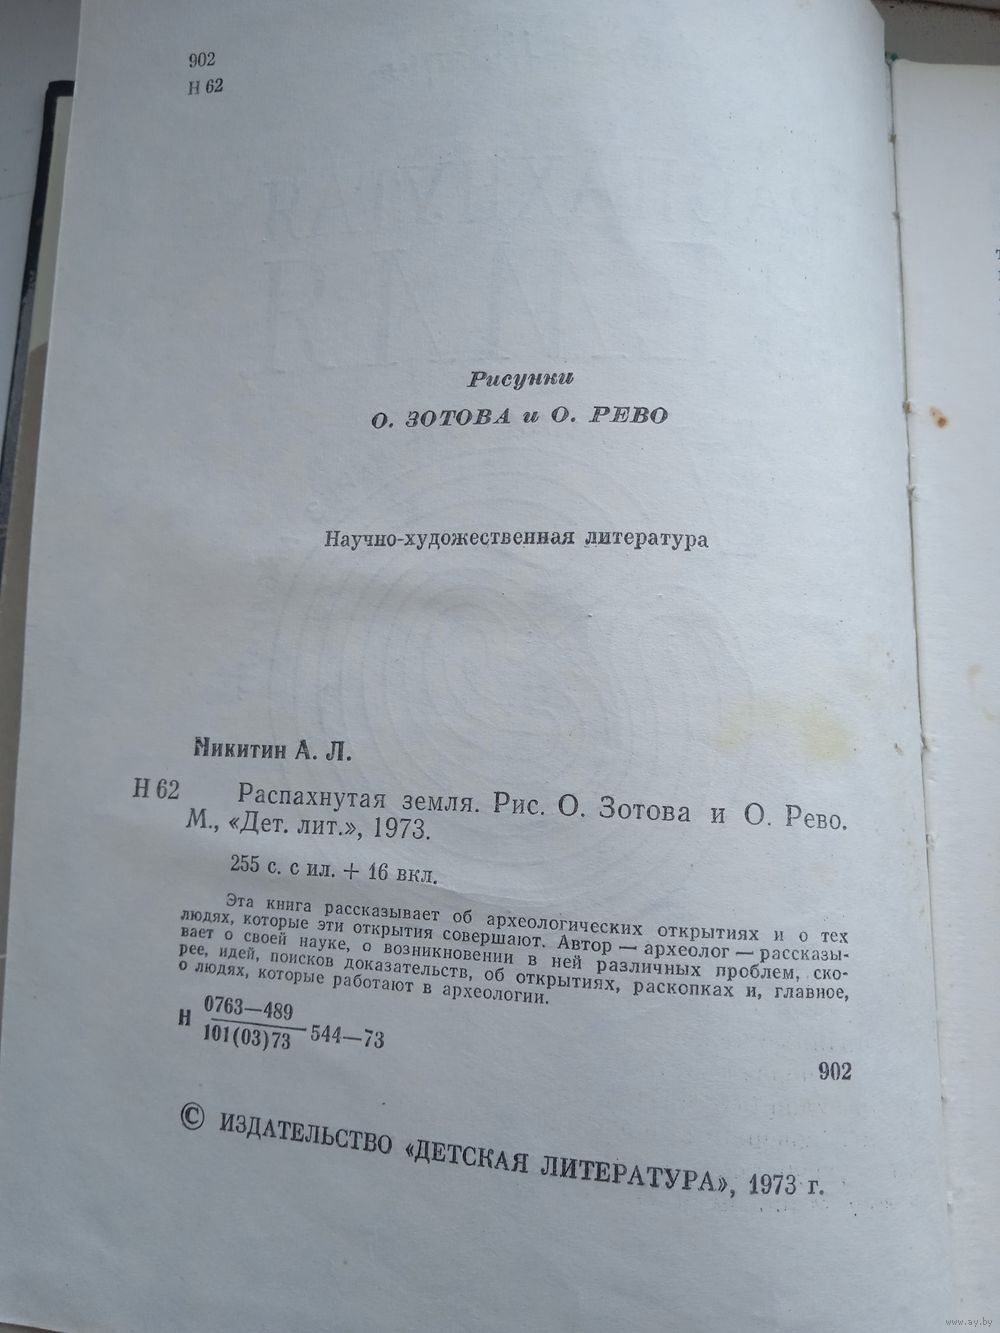 902
Н 62
Рисунки
О. ЗОТОВА и О. РЕВО
Научно-художественная литература
Никитин А. Л.
Н 62 Распахнутая земля. Рис. О. Зотова и О. Рево.
М., «Дет. лит.», 1973.
255 с. с ил. + 16 вкл.
Эта книга рассказывает об археологических открытиях и о тех
людях, которые эти открытия совершают. Автор — археолог — рассказы-
вает о своей науке, о возникновении в ней различных проблем, ско-
рее, идей, поисков доказательств, об открытиях, раскопках и, главное,
о людях, которые работают в археологии.
Н 0763—489
101(03)73 544—73
902
© ИЗДАТЕЛЬСТВО «ДЕТСКАЯ ЛИТЕРАТУРА», 1973 г.
www.ay.by